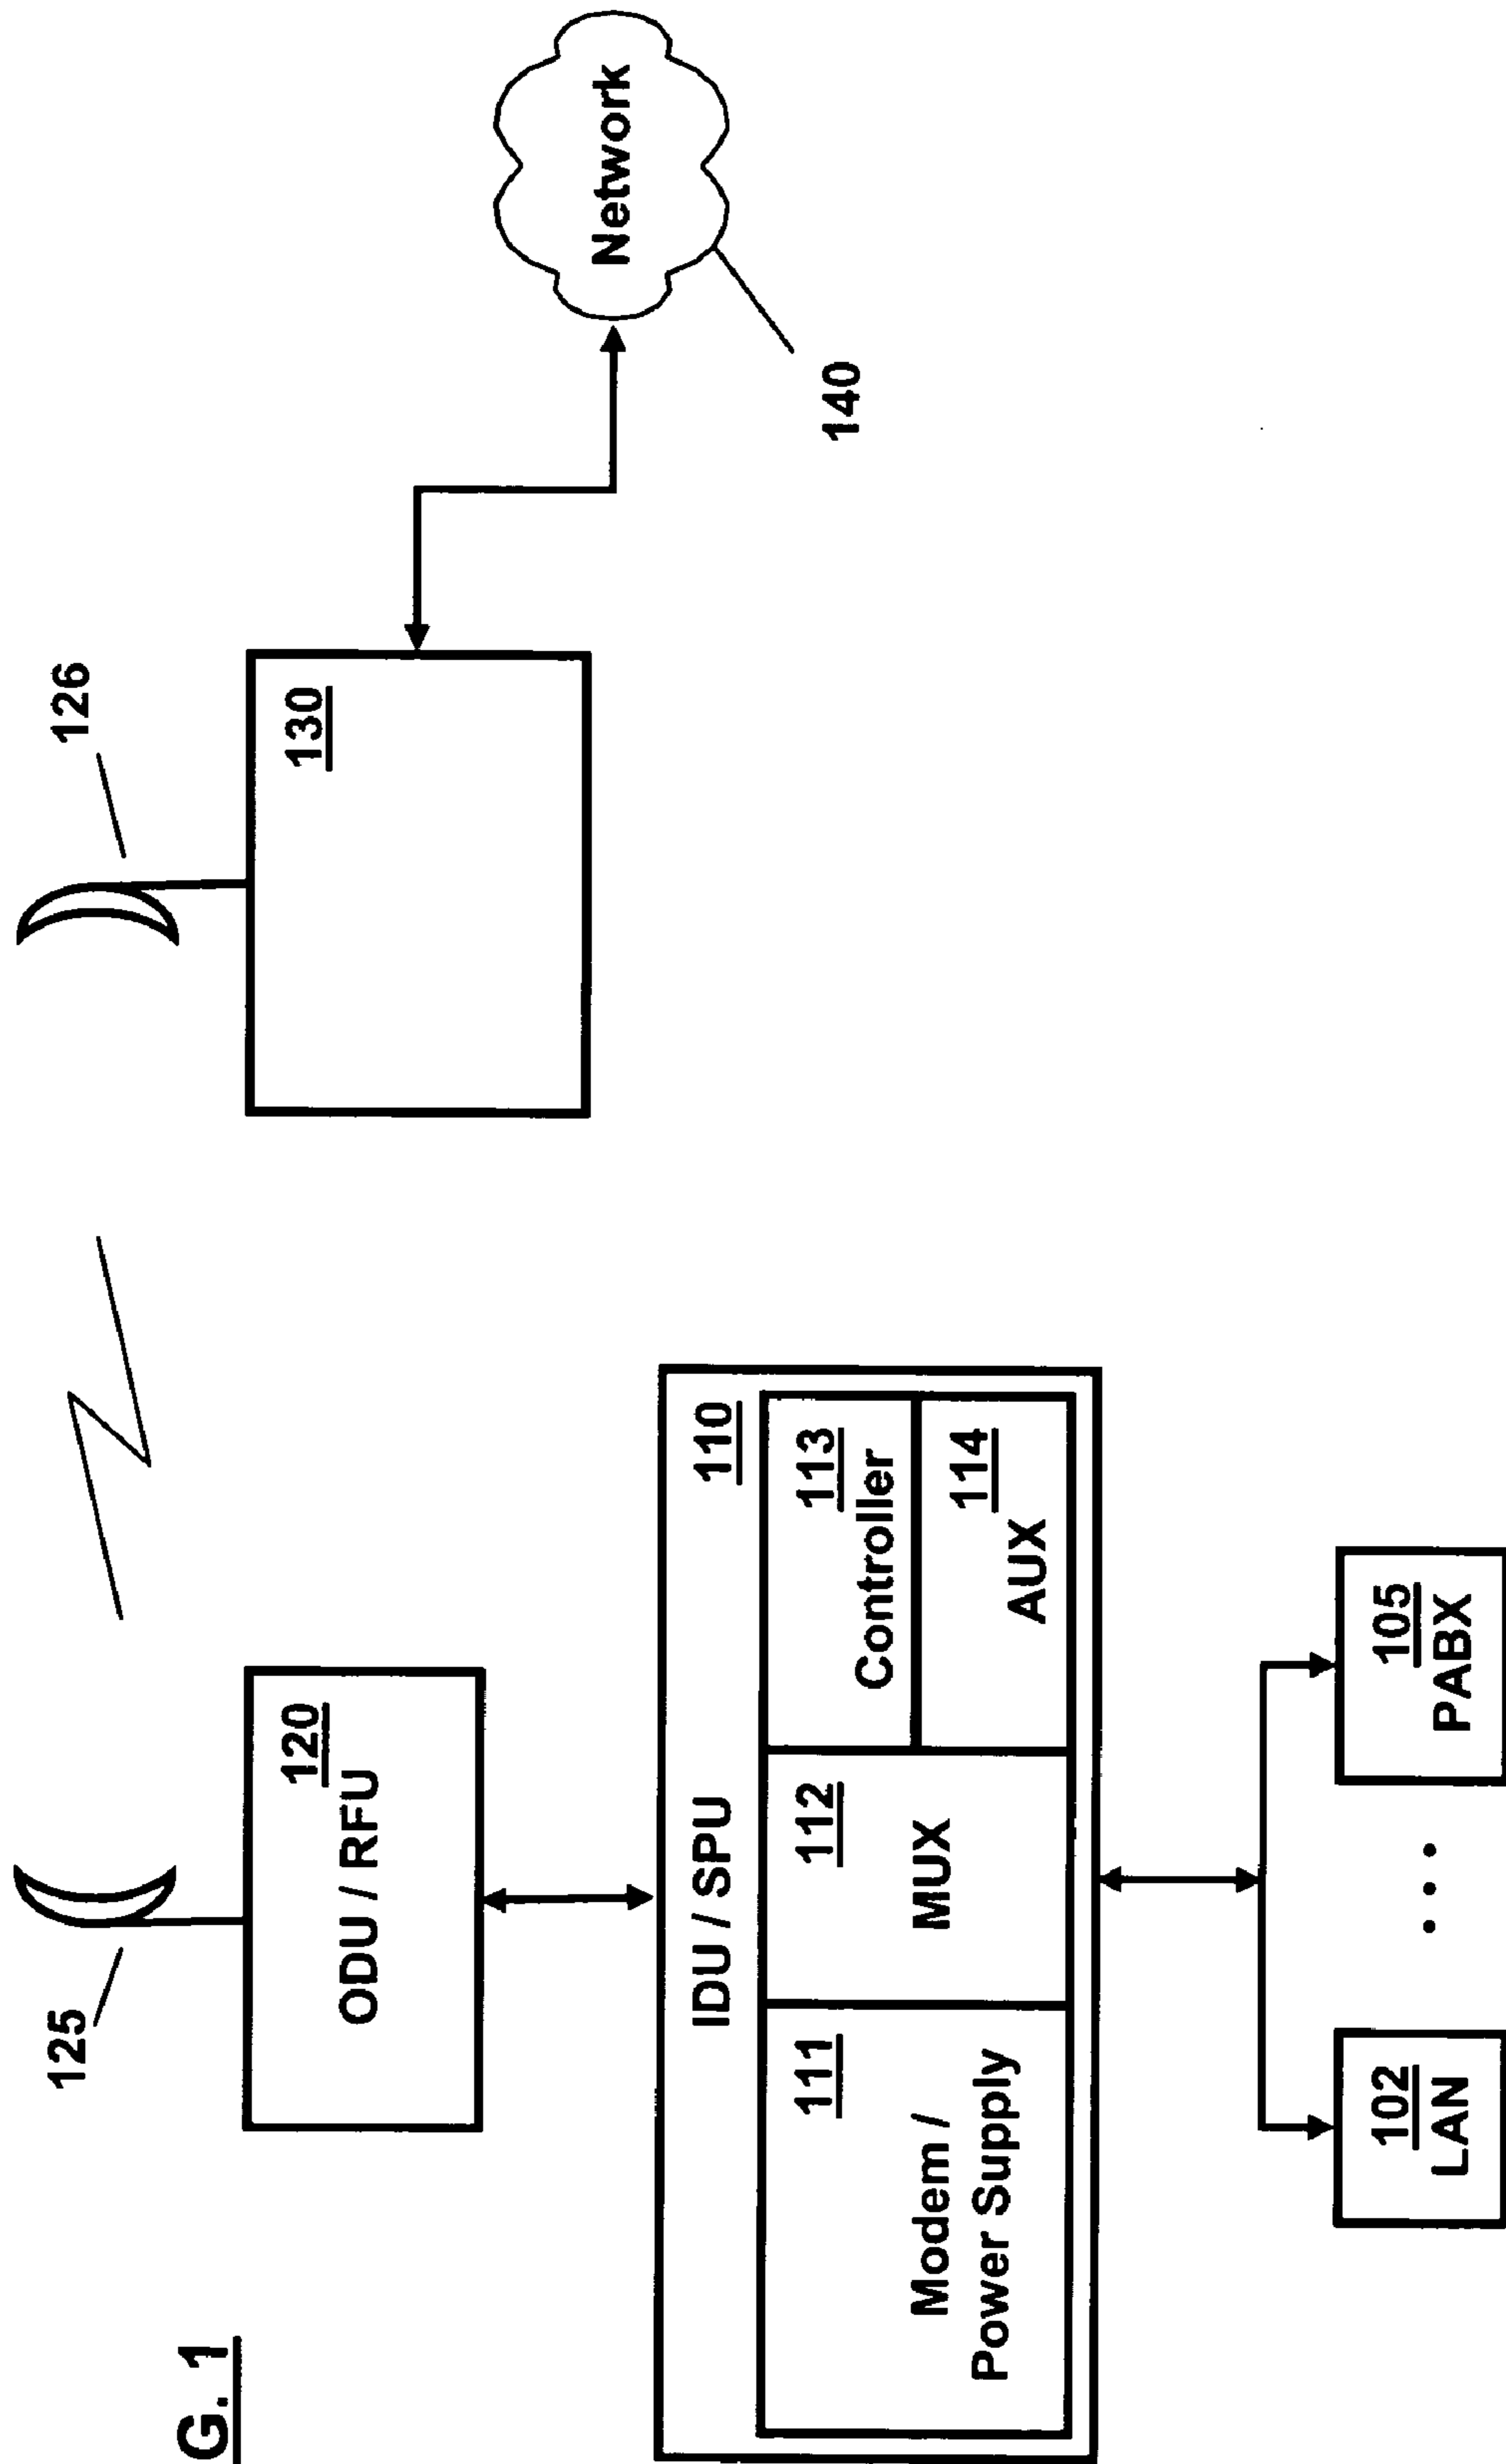 G. 1
125
126
120
ODU / RFU
130
Network
140
IDU / SPU
110
111
Modem /
Power Supply
112
MUX
113
Controller
114
AUX
102
LAN
105
PABX